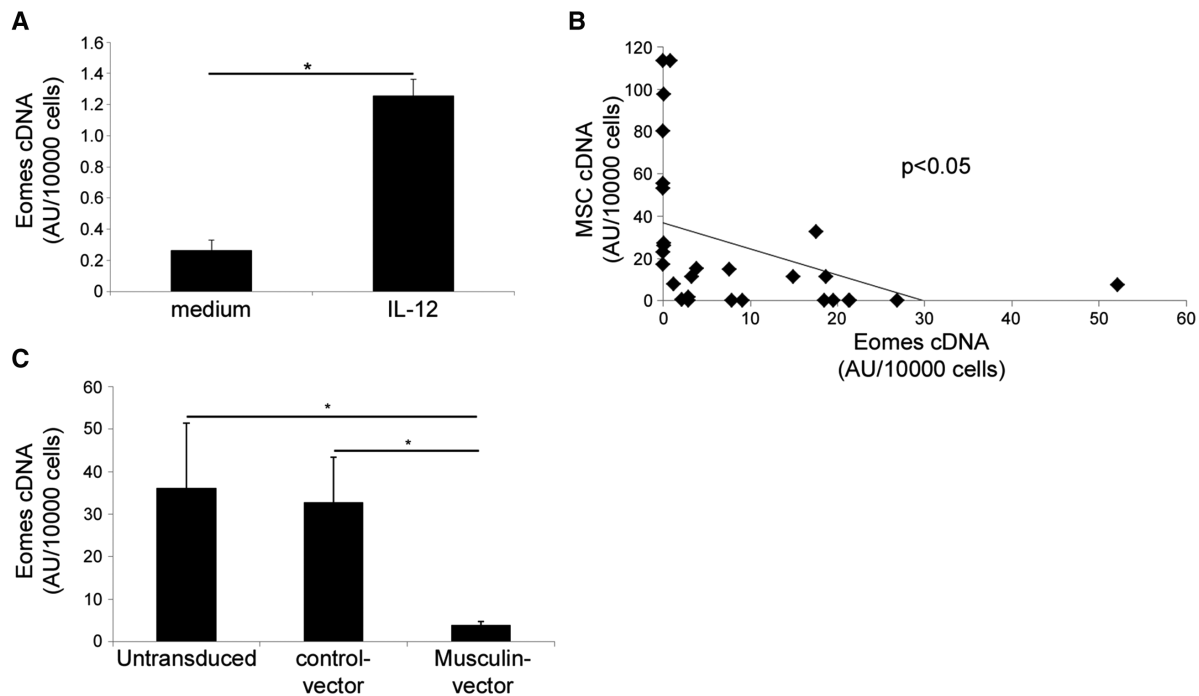 A
Eomes cDNA
(AU/10000 cells)
1.6
1.4
1.2
1.0
0.8
0.6
0.4
0.2
0
*
medium
IL-12
B
MSC cDNA
(AU/10000 cells)
120
100
80
60
40
20
0
p<0.05
0
10
20
30
40
50
60
Eomes cDNA
(AU/10000 cells)
C
Eomes cDNA
(AU/10000 cells)
60
50
40
30
20
10
0
*
*
Untransduced
control-
vector
Musculin-
vector